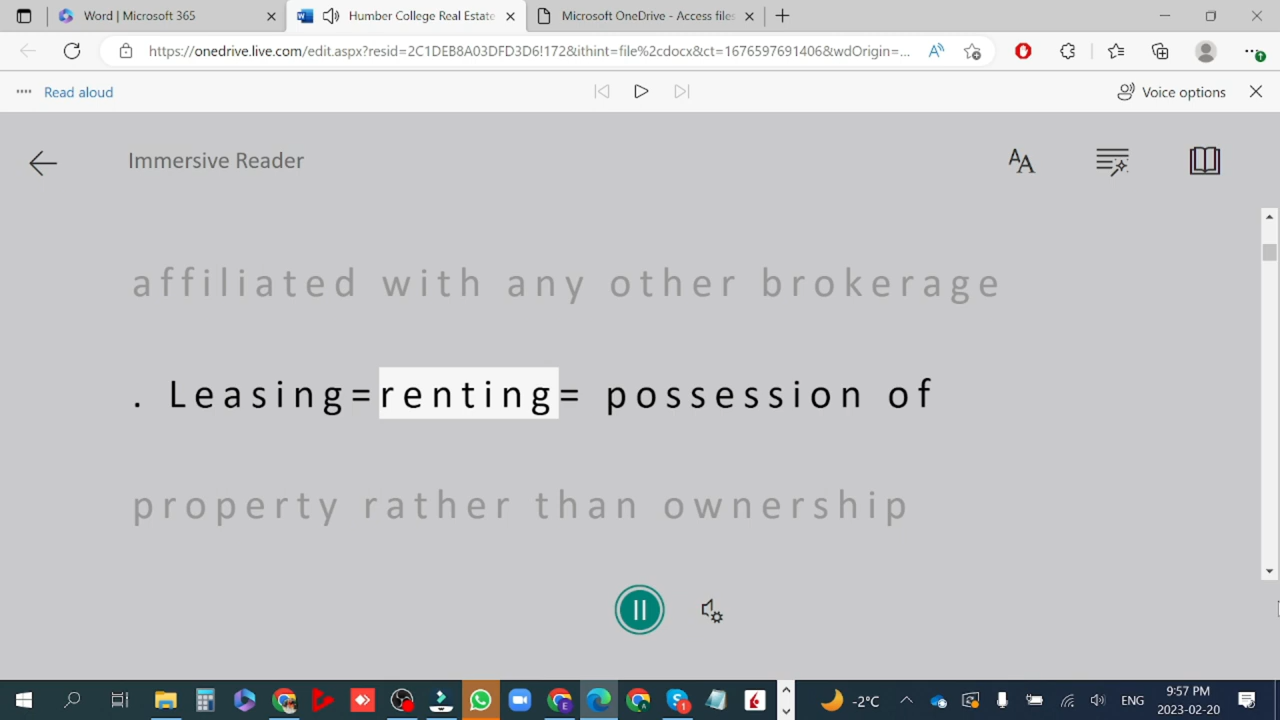 Word | Microsoft 365
Humber College Real Estate
Microsoft OneDrive - Access files
https://onedrive.live.com/edit.aspx?resid=2C1DEB8A03DFD3D6!172&ithint=file%2cdocx&ct=1676597691406&wdOrigin=...
Read aloud
Voice options
Immersive Reader
affiliated with any other brokerage
. Leasing=renting= possession of
property rather than ownership
-2°C
ENG
9:57 PM
2023-02-20